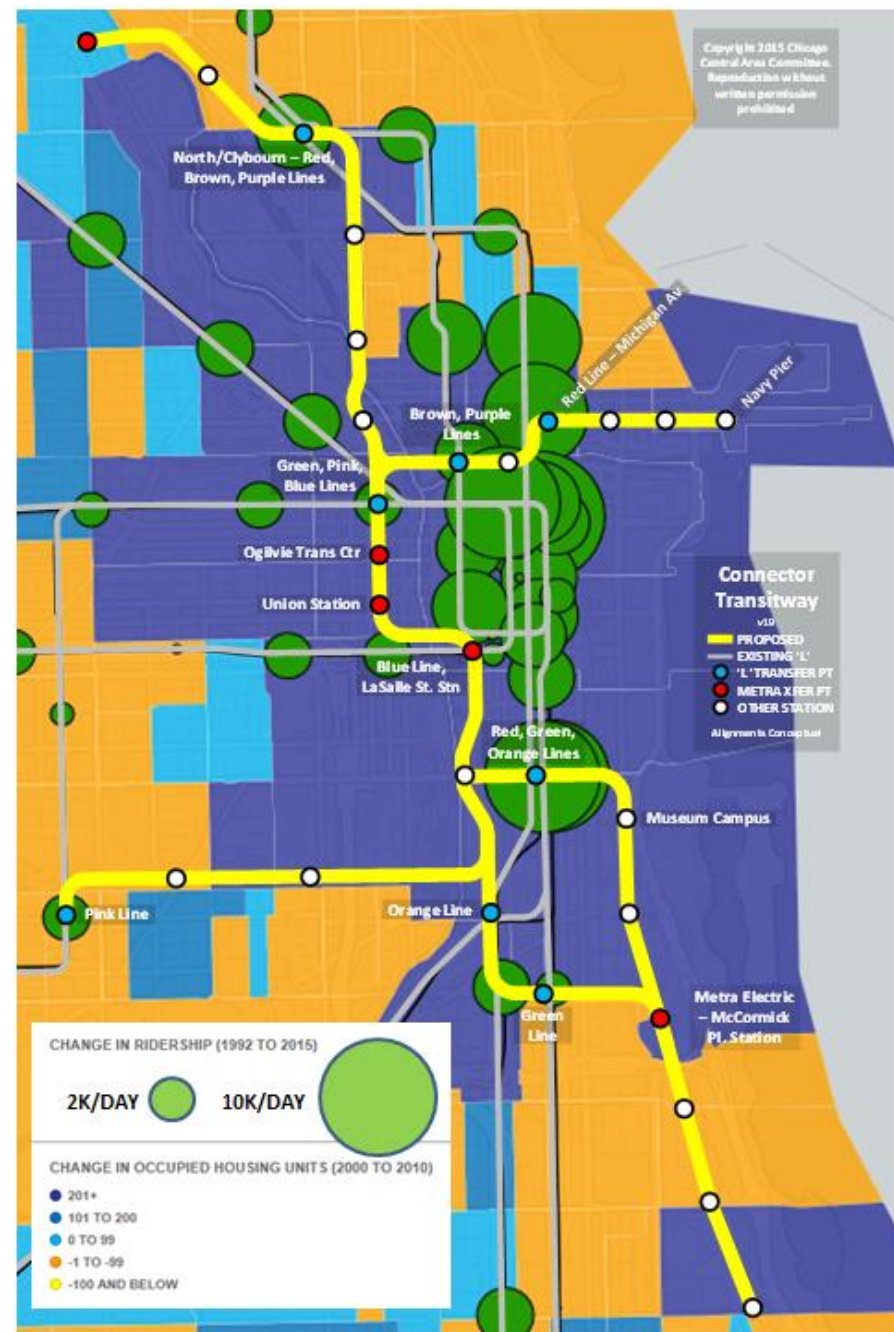 Copyright 2015 Chicago
Central Area Committee.
Reproduction without
written permission
prohibited
North/Clybourn – Red,
Brown, Purple Lines
Red Line – Michigan Av
Navy Pier
Brown, Purple
Lines
Green, Pink,
Blue Lines
Ogilvie Trans Ctr
Union Station
Blue Line,
LaSalle St. Stn
Connector
Transitway
v19
PROPOSED
EXISTING 'L'
'L' TRANSFER PT
METRA XFER PT
OTHER STATION
Alignments Conceptual
Red, Green,
Orange Lines
Museum Campus
Pink Line
Orange Line
Green
Line
Metra Electric
– McCormick
Pl. Station
CHANGE IN RIDERSHIP (1992 TO 2015)
2K/DAY 10K/DAY
CHANGE IN OCCUPIED HOUSING UNITS (2000 TO 2010)
201+
101 TO 200
0 TO 99
-1 TO -99
-100 AND BELOW